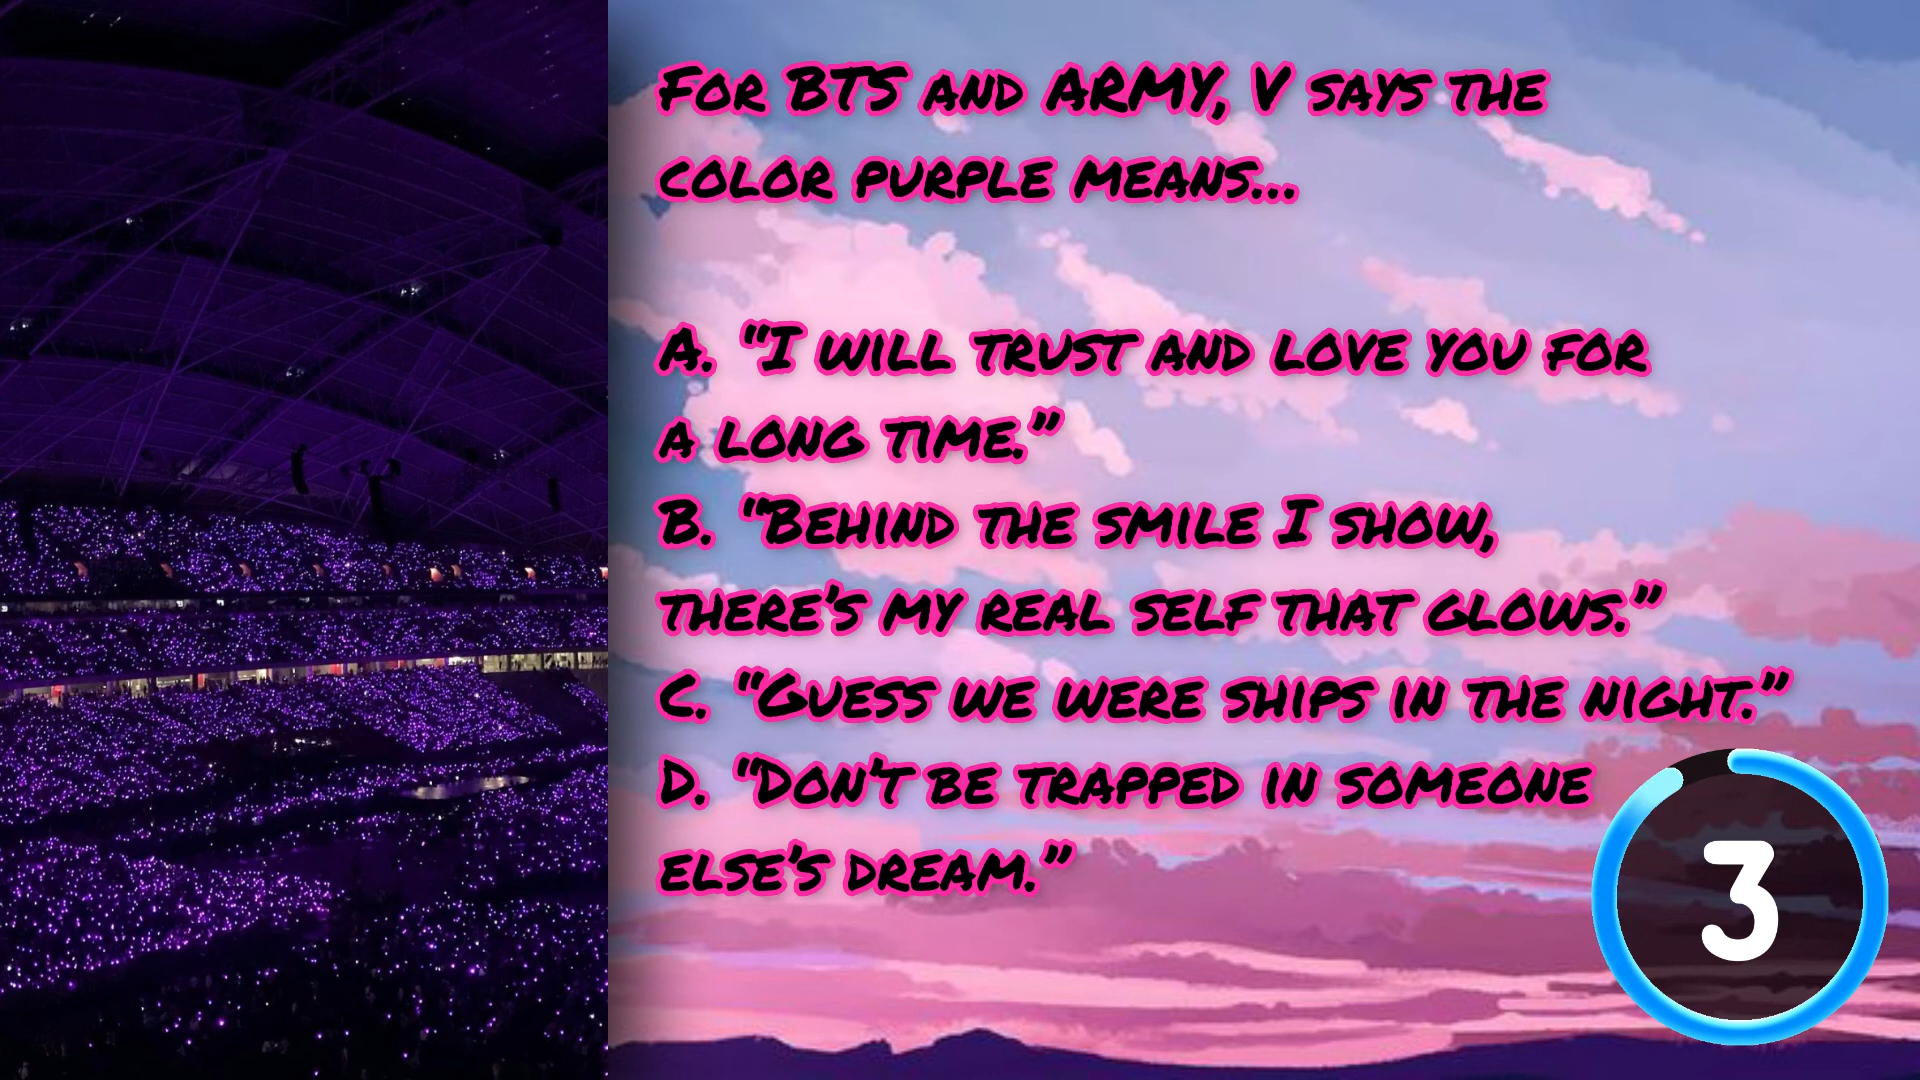 For BTS and ARMY, V says the
color purple means...
A. “I will trust and love you for
a long time.”
B. “Behind the smile I show,
there’s my real self that glows.”
C. “Guess we were ships in the night.”
D. “Don’t be trapped in someone
else’s dream.”
3